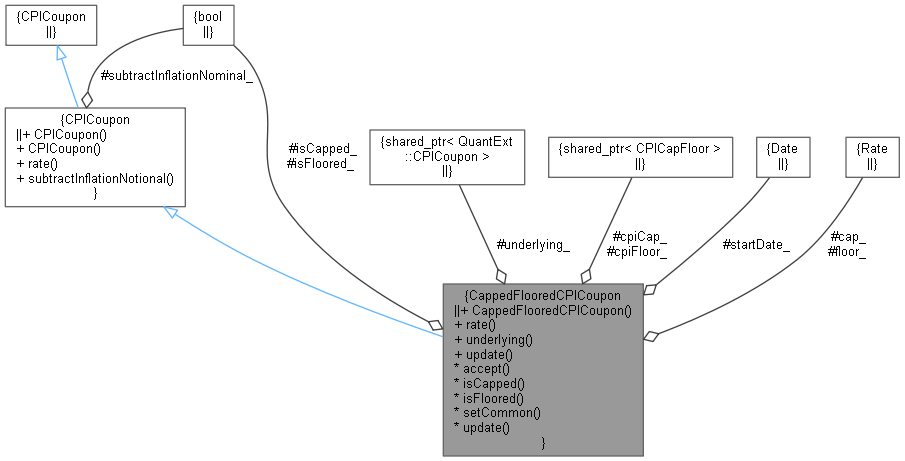 {CPICoupon
||}
{bool
||}
#subtractInflationNominal_
{CPICoupon
||+ CPICoupon()
+ CPICoupon()
+ rate()
+ subtractInflationNotional()
}
{shared_ptr< QuantExt
::CPICoupon >
||}
{shared_ptr< CPICapFloor >
||}
{Date
||}
{Rate
||}
#isCapped_
#isFloored_
#underlying_
#cpiCap_
#cpiFloor_
#startDate_
#cap_
#floor_
{CappedFlooredCPICoupon
||+ CappedFlooredCPICoupon()
+ rate()
+ underlying()
+ update()
* accept()
* isCapped()
* isFloored()
* setCommon()
* update()
}